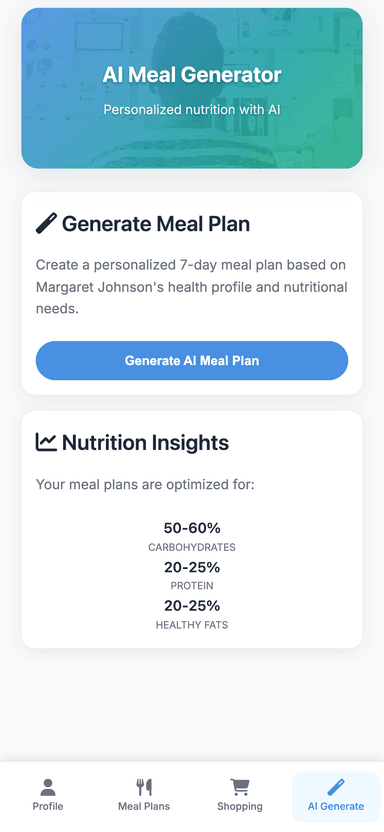 AI Meal Generator
Personalized nutrition with AI
Generate Meal Plan
Create a personalized 7-day meal plan based on
Margaret Johnson's health profile and nutritional
needs.
Generate AI Meal Plan
Nutrition Insights
Your meal plans are optimized for:
50-60%
CARBOHYDRATES
20-25%
PROTEIN
20-25%
HEALTHY FATS
Profile
Meal Plans
Shopping
AI Generate